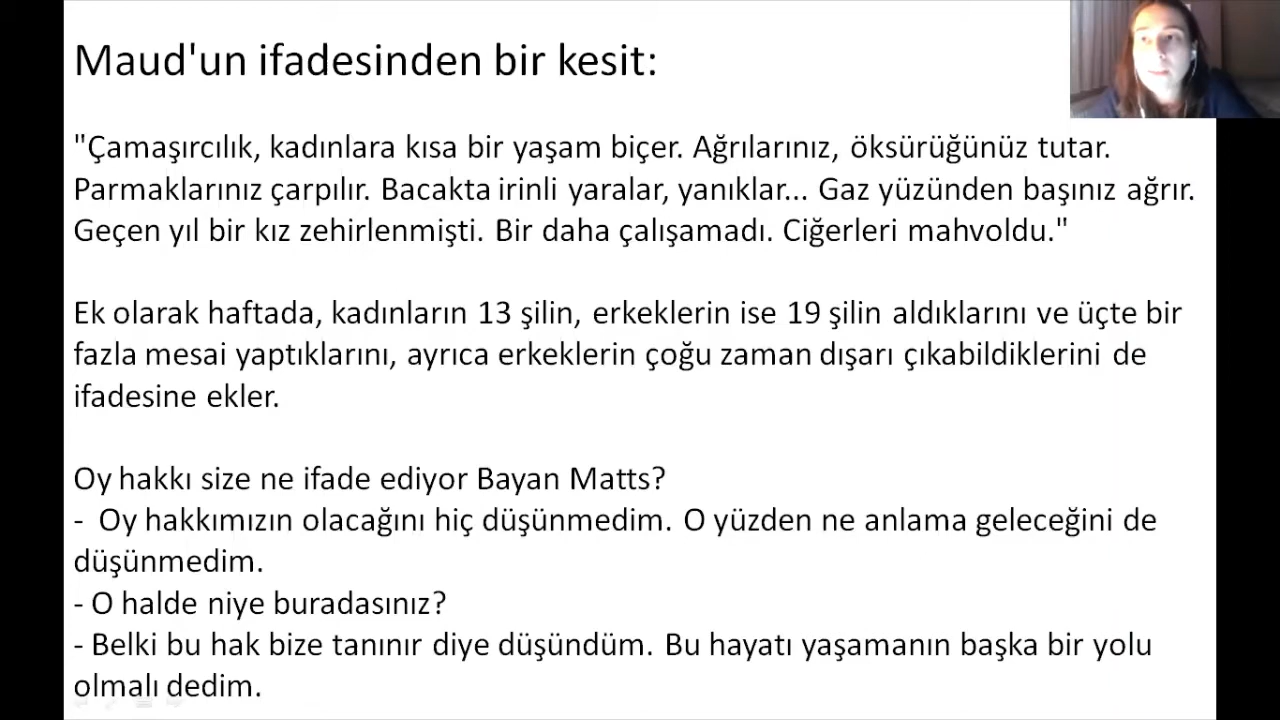 Maud'un ifadesinden bir kesit:
"Çamaşırcılık, kadınlara kısa bir yaşam biçer. Ağrılarınız, öksürüğünüz tutar.
Parmaklarınız çarpılır. Bacakta irinli yaralar, yanıklar... Gaz yüzünden başınız ağrır.
Geçen yıl bir kız zehirlenmişti. Bir daha çalışamadı. Ciğerleri mahvoldu."
Ek olarak haftada, kadınların 13 şilin, erkeklerin ise 19 şilin aldıklarını ve üçte bir
fazla mesai yaptıklarını, ayrıca erkeklerin çoğu zaman dışarı çıkabildiklerini de
ifadesine ekler.
Oy hakkı size ne ifade ediyor Bayan Matts?
- Oy hakkımızın olacağını hiç düşünmedim. O yüzden ne anlama geleceğini de
düşünmedim.
- O halde niye buradasınız?
- Belki bu hak bize tanınır diye düşündüm. Bu hayatı yaşamanın başka bir yolu
olmalı dedim.